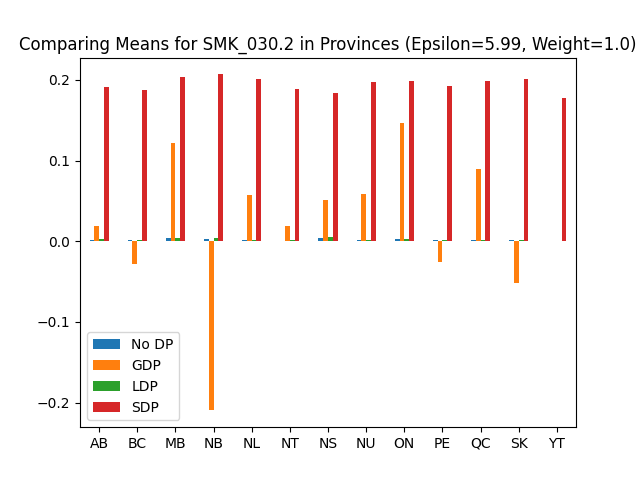 Comparing Means for SMK_030.2 in Provinces (Epsilon=5.99, Weight=1.0)
0.2
0.1
0.0
−0.1
−0.2
No DP
GDP
LDP
SDP
AB BC MB NB NL NT NS NU ON PE QC SK YT